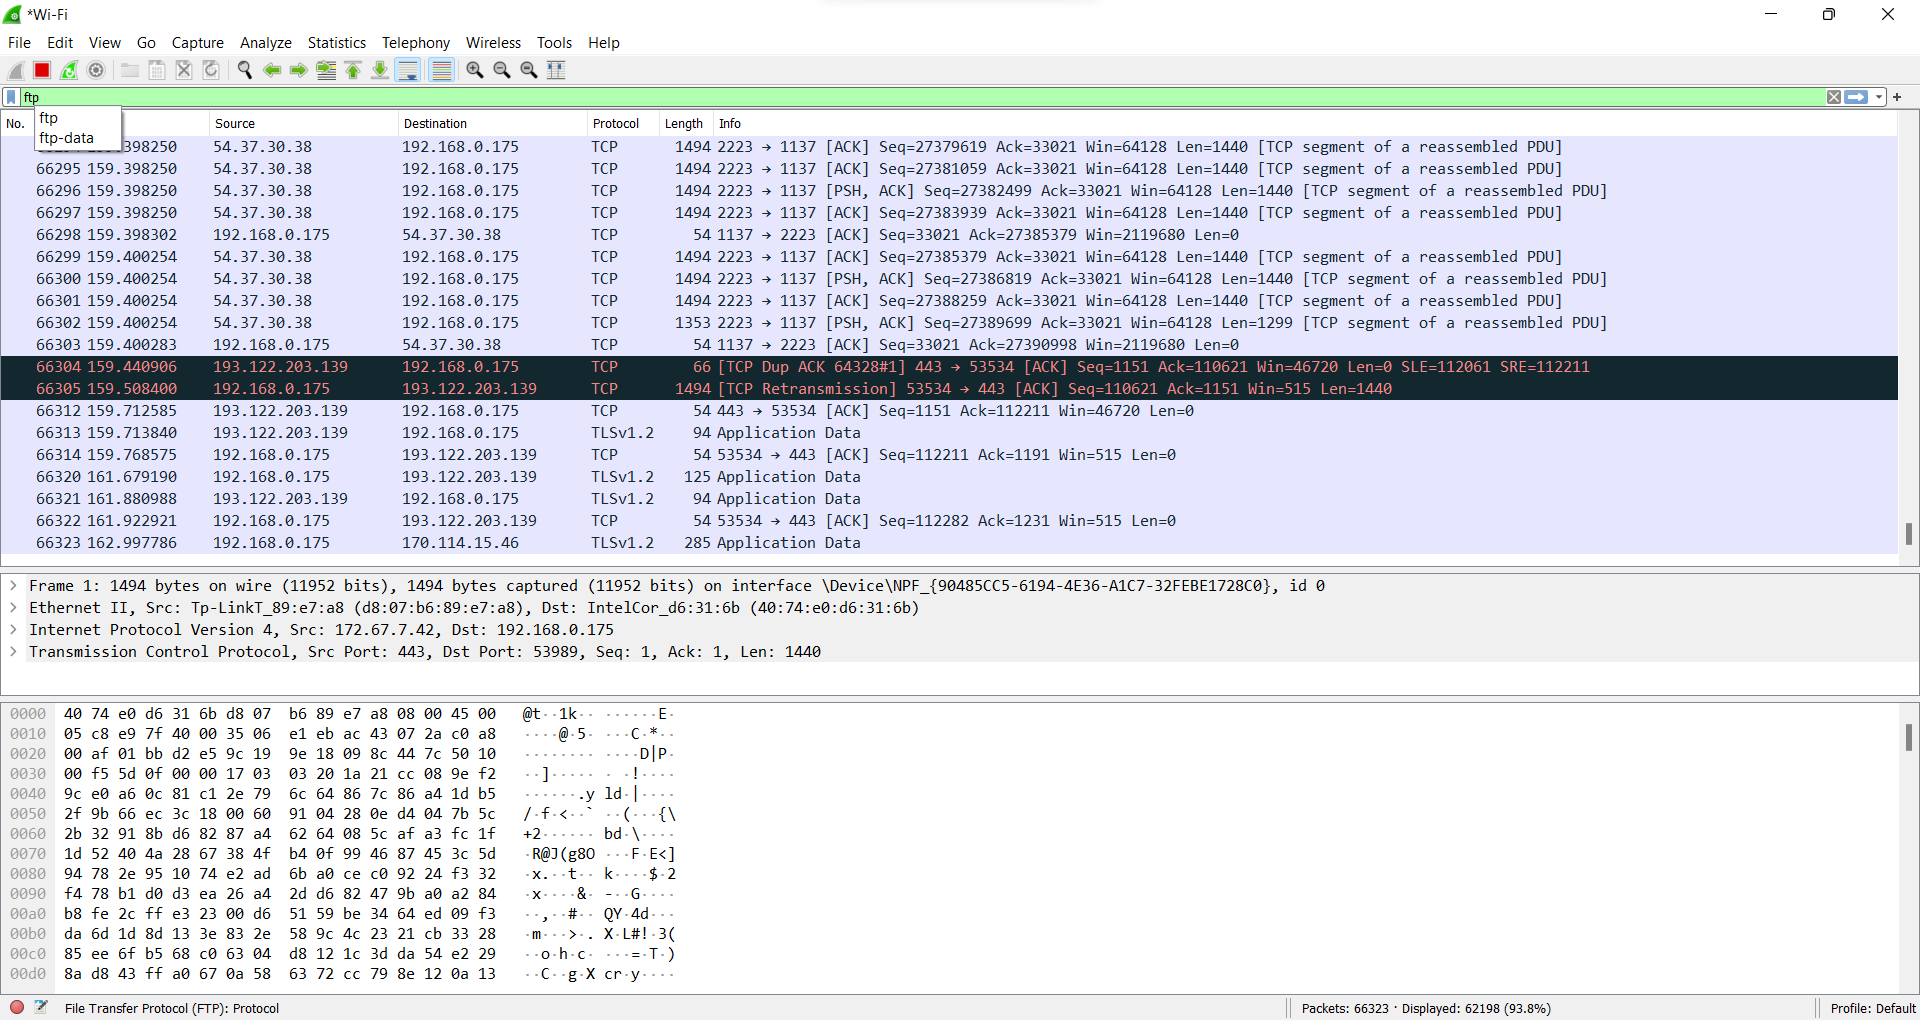 *Wi-Fi
File Edit View Go Capture Analyze Statistics Telephony Wireless Tools Help
ftp
ftp
ftp-data
No. Source Destination Protocol Length Info
398250 54.37.30.38 192.168.0.175 TCP 1494 2223 → 1137 [ACK] Seq=27379619 Ack=33021 Win=64128 Len=1440 [TCP segment of a reassembled PDU]
66295 159.398250 54.37.30.38 192.168.0.175 TCP 1494 2223 → 1137 [ACK] Seq=27381059 Ack=33021 Win=64128 Len=1440 [TCP segment of a reassembled PDU]
66296 159.398250 54.37.30.38 192.168.0.175 TCP 1494 2223 → 1137 [PSH, ACK] Seq=27382499 Ack=33021 Win=64128 Len=1440 [TCP segment of a reassembled PDU]
66297 159.398250 54.37.30.38 192.168.0.175 TCP 1494 2223 → 1137 [ACK] Seq=27383939 Ack=33021 Win=64128 Len=1440 [TCP segment of a reassembled PDU]
66298 159.398302 192.168.0.175 54.37.30.38 TCP 54 1137 → 2223 [ACK] Seq=33021 Ack=27385379 Win=2119680 Len=0
66299 159.400254 54.37.30.38 192.168.0.175 TCP 1494 2223 → 1137 [ACK] Seq=27385379 Ack=33021 Win=64128 Len=1440 [TCP segment of a reassembled PDU]
66300 159.400254 54.37.30.38 192.168.0.175 TCP 1494 2223 → 1137 [PSH, ACK] Seq=27386819 Ack=33021 Win=64128 Len=1440 [TCP segment of a reassembled PDU]
66301 159.400254 54.37.30.38 192.168.0.175 TCP 1494 2223 → 1137 [ACK] Seq=27388259 Ack=33021 Win=64128 Len=1440 [TCP segment of a reassembled PDU]
66302 159.400254 54.37.30.38 192.168.0.175 TCP 1353 2223 → 1137 [PSH, ACK] Seq=27389699 Ack=33021 Win=64128 Len=1299 [TCP segment of a reassembled PDU]
66303 159.400283 192.168.0.175 54.37.30.38 TCP 54 1137 → 2223 [ACK] Seq=33021 Ack=27390998 Win=2119680 Len=0
66304 159.440906 193.122.203.139 192.168.0.175 TCP 66 [TCP Dup ACK 64328#1] 443 → 53534 [ACK] Seq=1151 Ack=110621 Win=46720 Len=0 SLE=112061 SRE=112211
66305 159.508400 192.168.0.175 193.122.203.139 TCP 1494 [TCP Retransmission] 53534 → 443 [ACK] Seq=110621 Ack=1151 Win=515 Len=1440
66312 159.712585 193.122.203.139 192.168.0.175 TCP 54 443 → 53534 [ACK] Seq=1151 Ack=112211 Win=46720 Len=0
66313 159.713840 193.122.203.139 192.168.0.175 TLSv1.2 94 Application Data
66314 159.768575 192.168.0.175 193.122.203.139 TCP 54 53534 → 443 [ACK] Seq=112211 Ack=1191 Win=515 Len=0
66320 161.679190 192.168.0.175 193.122.203.139 TLSv1.2 125 Application Data
66321 161.880988 193.122.203.139 192.168.0.175 TLSv1.2 94 Application Data
66322 161.922921 192.168.0.175 193.122.203.139 TCP 54 53534 → 443 [ACK] Seq=112282 Ack=1231 Win=515 Len=0
66323 162.997786 192.168.0.175 170.114.15.46 TLSv1.2 285 Application Data
Frame 1: 1494 bytes on wire (11952 bits), 1494 bytes captured (11952 bits) on interface \Device\NPF_{90485CC5-6194-4E36-A1C7-32FEBE1728C0}, id 0
Ethernet II, Src: Tp-LinkT_89:e7:a8 (d8:07:b6:89:e7:a8), Dst: IntelCor_d6:31:6b (40:74:e0:d6:31:6b)
Internet Protocol Version 4, Src: 172.67.7.42, Dst: 192.168.0.175
Transmission Control Protocol, Src Port: 443, Dst Port: 53989, Seq: 1, Ack: 1, Len: 1440
0000 40 74 e0 d6 31 6b d8 07 b6 89 e7 a8 08 00 45 00 @t··1k·· ······E·
0010 05 c8 e9 7f 40 00 35 06 e1 eb ac 43 07 2a c0 a8 ····@·5· ···C·*··
0020 00 af 01 bb d2 e5 9c 19 9e 18 09 8c 44 7c 50 10 ········ ····D|P·
0030 00 f5 5d 0f 00 00 17 03 03 20 1a 21 cc 08 9e f2 ··]····· · ·!····
0040 9c e0 a6 0c 81 c1 2e 79 6c 64 86 7c 86 a4 1d b5 ······.y ld·|····
0050 2f 9b 66 ec 3c 18 00 60 91 04 28 0e d4 04 7b 5c /·f·<··` ··(···{\
0060 2b 32 91 8b d6 82 87 a4 62 64 08 5c af a3 fc 1f +2······ bd·\····
0070 1d 52 40 4a 28 67 38 4f b4 0f 99 46 87 45 3c 5d ·R@J(g8O ···F·E<]
0080 94 78 2e 95 10 74 e2 ad 6b a0 ce c0 92 24 f3 32 ·x.··t·· k····$·2
0090 f4 78 b1 d0 d3 ea 26 a4 2d d6 82 47 9b a0 a2 84 ·x····&· -··G····
00a0 b8 fe 2c ff e3 23 00 d6 51 59 be 34 64 ed 09 f3 ··,··#·· QY·4d···
00b0 da 6d 1d 8d 13 3e 83 2e 58 9c 4c 23 21 cb 33 28 ·m···>·. X·L#!·3(
00c0 85 ee 6f b5 68 c0 63 04 d8 12 1c 3d da 54 e2 29 ··o·h·c· ···=·T·)
00d0 8a d8 43 ff a0 67 0a 58 63 72 cc 79 8e 12 0a 13 ··C··g·X cr·y····
File Transfer Protocol (FTP): Protocol Packets: 66323 · Displayed: 62198 (93.8%) Profile: Default